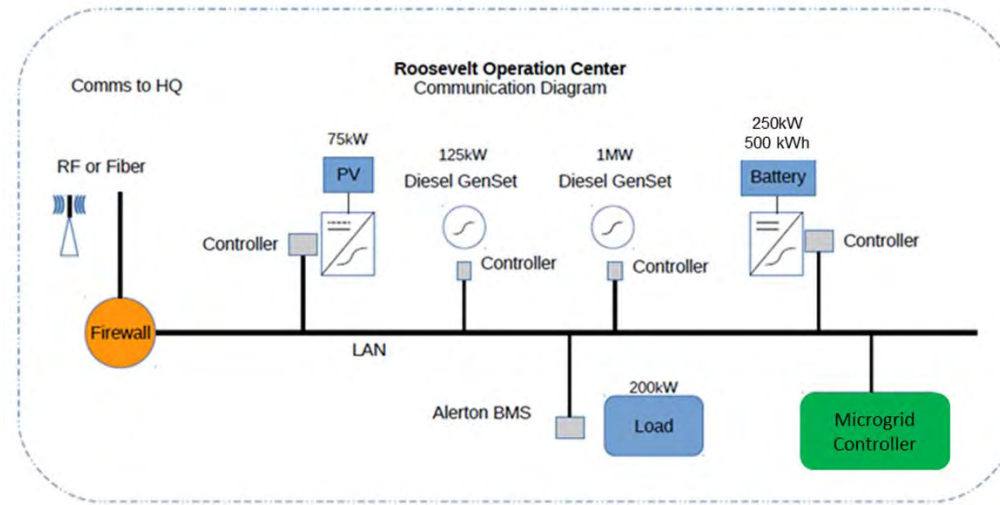 Roosevelt Operation Center
Communication Diagram
Comms to HQ
RF or Fiber
75kW
PV
Controller
125kW
Diesel GenSet
Controller
1MW
Diesel GenSet
Controller
250kW
500 kWh
Battery
Controller
Firewall
LAN
Alerton BMS
200kW
Load
Microgrid
Controller